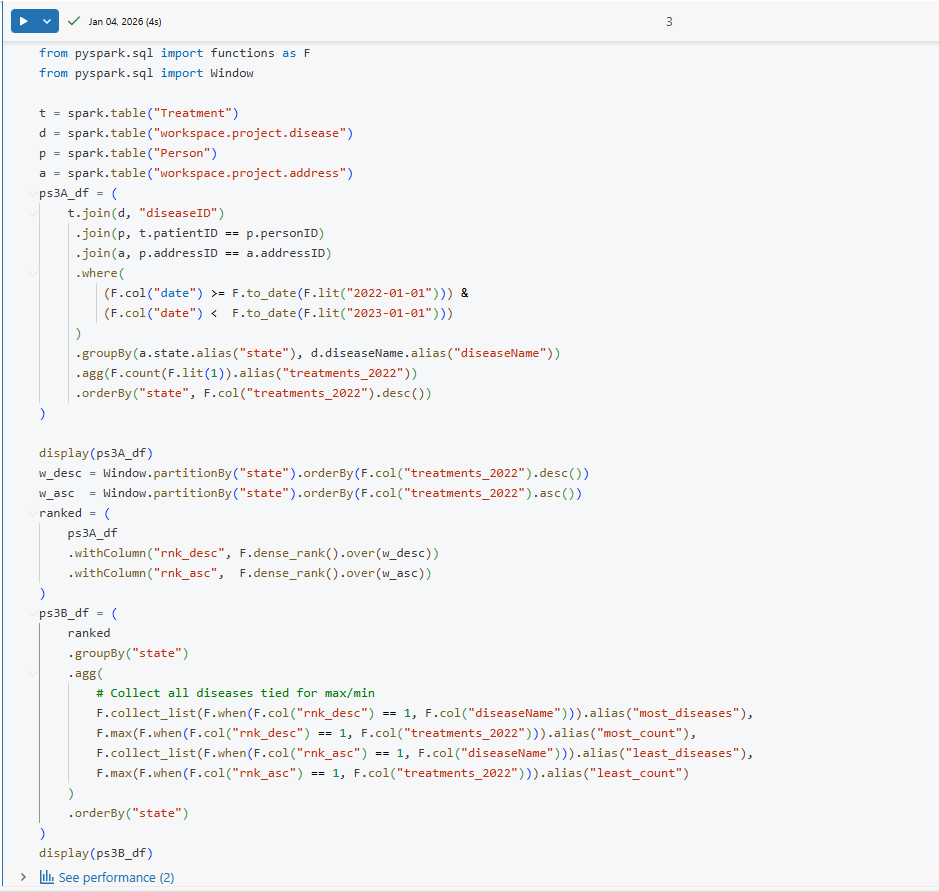 Jan 04, 2026 (4s)
3
from pyspark.sql import functions as F
from pyspark.sql import Window

t = spark.table("Treatment")
d = spark.table("workspace.project.disease")
p = spark.table("Person")
a = spark.table("workspace.project.address")
ps3A_df = (
    t.join(d, "diseaseID")
     .join(p, t.patientID == p.personID)
     .join(a, p.addressID == a.addressID)
     .where(
         (F.col("date") >= F.to_date(F.lit("2022-01-01"))) &
         (F.col("date") <  F.to_date(F.lit("2023-01-01")))
     )
     .groupBy(a.state.alias("state"), d.diseaseName.alias("diseaseName"))
     .agg(F.count(F.lit(1)).alias("treatments_2022"))
     .orderBy("state", F.col("treatments_2022").desc())
)

display(ps3A_df)
w_desc = Window.partitionBy("state").orderBy(F.col("treatments_2022").desc())
w_asc  = Window.partitionBy("state").orderBy(F.col("treatments_2022").asc())
ranked = (
    ps3A_df
    .withColumn("rnk_desc", F.dense_rank().over(w_desc))
    .withColumn("rnk_asc",  F.dense_rank().over(w_asc))
)
ps3B_df = (
    ranked
    .groupBy("state")
    .agg(
        # Collect all diseases tied for max/min
        F.collect_list(F.when(F.col("rnk_desc") == 1, F.col("diseaseName"))).alias("most_diseases"),
        F.max(F.when(F.col("rnk_desc") == 1, F.col("treatments_2022"))).alias("most_count"),
        F.collect_list(F.when(F.col("rnk_asc") == 1, F.col("diseaseName"))).alias("least_diseases"),
        F.max(F.when(F.col("rnk_asc") == 1, F.col("treatments_2022"))).alias("least_count")
    )
    .orderBy("state")
)
display(ps3B_df)
See performance (2)